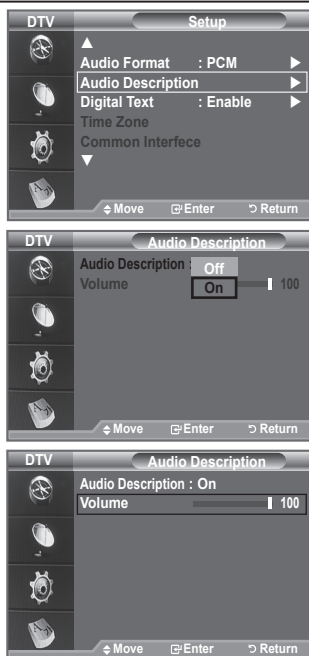 DTV Setup
▲
Audio Format : PCM ▶
Audio Description ▶
Digital Text : Enable ▶
Time Zone
Common Interfece
▼
Move Enter Return
DTV Audio Description
Audio Description : Off
Volume On 100
Move Enter Return
DTV Audio Description
Audio Description : On
Volume 100
Move Enter Return